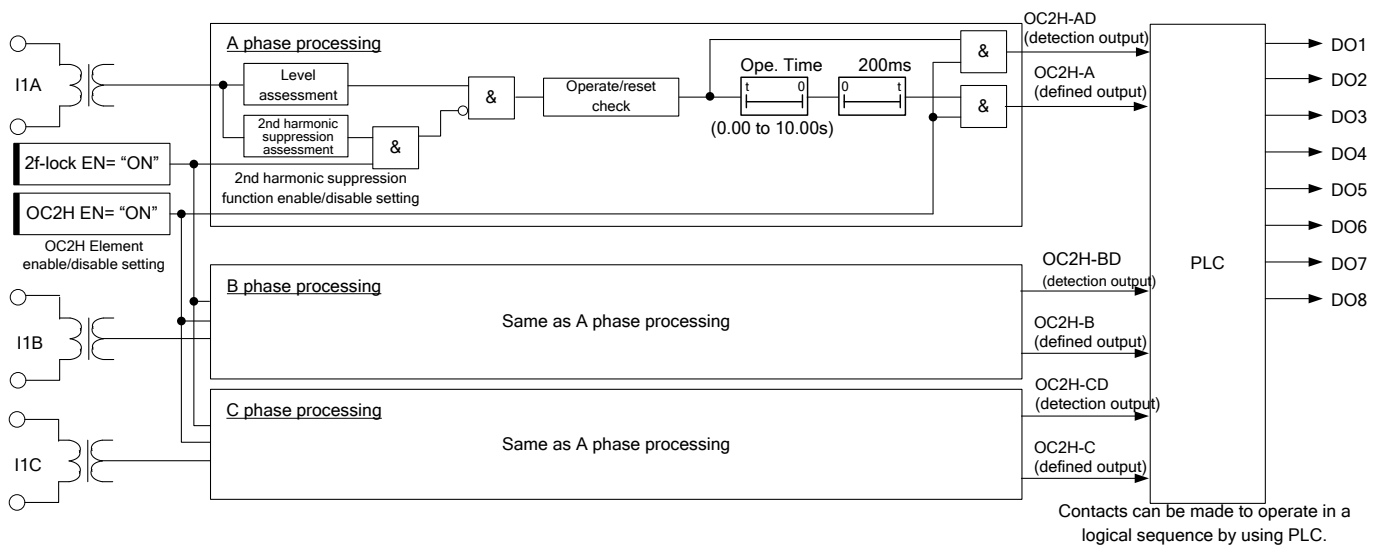 A phase processing
I1A
Level
assessment
2nd harmonic
suppression
assessment
&
&
Operate/reset
check
Ope. Time
t 0
(0.00 to 10.00s)
200ms
0 t
&
&
OC2H-AD
(detection output)
OC2H-A
(defined output)
2f-lock EN= “ON”
2nd harmonic suppression
function enable/disable setting
OC2H EN= “ON”
OC2H Element
enable/disable setting
B phase processing
Same as A phase processing
I1B
OC2H-BD
(detection output)
OC2H-B
(defined output)
C phase processing
Same as A phase processing
I1C
OC2H-CD
(detection output)
OC2H-C
(defined output)
PLC
DO1
DO2
DO3
DO4
DO5
DO6
DO7
DO8
Contacts can be made to operate in a
logical sequence by using PLC.